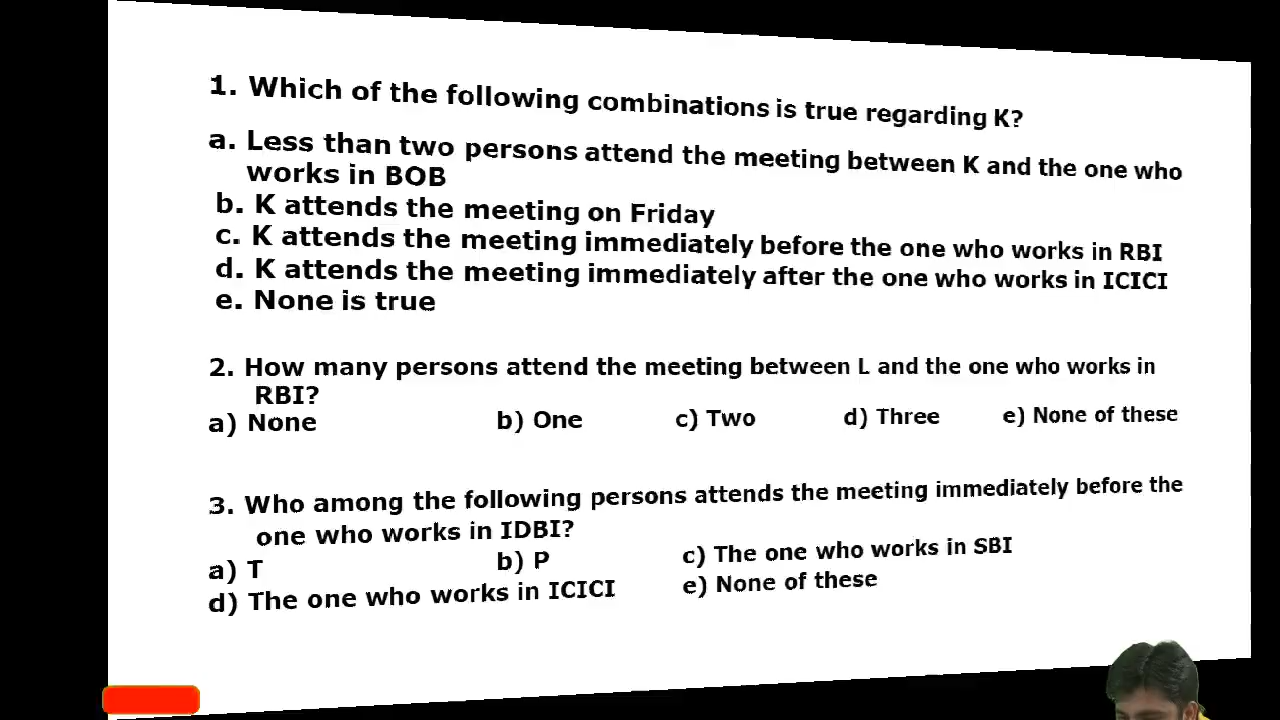 1. Which of the following combinations is true regarding K?
a. Less than two persons attend the meeting between K and the one who
works in BOB
b. K attends the meeting on Friday
c. K attends the meeting immediately before the one who works in RBI
d. K attends the meeting immediately after the one who works in ICICI
e. None is true
2. How many persons attend the meeting between L and the one who works in
RBI?
a) None b) One c) Two d) Three e) None of these
3. Who among the following persons attends the meeting immediately before the
one who works in IDBI?
a) T b) P c) The one who works in SBI
d) The one who works in ICICI e) None of these